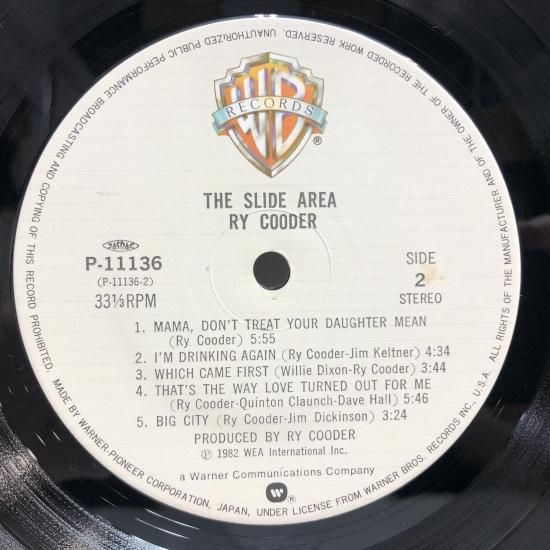 ALL RIGHTS OF THE MANUFACTURER AND OF THE OWNER OF THE RECORDED WORK RESERVED. UNAUTHORIZED PUBLIC PERFORMANCE BROADCASTING AND COPYING OF THIS RECORD PROHIBITED.
WB
RECORDS
®
THE SLIDE AREA
RY COODER
JASRAC
P-11136
(P-11136-2)
33⅓RPM
SIDE
2
STEREO
1. MAMA, DON'T TREAT YOUR DAUGHTER MEAN
(Ry Cooder) 5:55
2. I'M DRINKING AGAIN (Ry Cooder-Jim Keltner) 4:34
3. WHICH CAME FIRST (Willie Dixon-Ry Cooder) 3:44
4. THAT'S THE WAY LOVE TURNED OUT FOR ME
(Ry Cooder-Quinton Claunch-Dave Hall) 5:46
5. BIG CITY (Ry Cooder-Jim Dickinson) 3:24
PRODUCED BY RY COODER
Ⓟ 1982 WEA International Inc.
a Warner Communications Company
®
MADE BY WARNER-PIONEER CORPORATION, JAPAN, UNDER LICENSE FROM WARNER BROS. RECORDS INC., U.S.A.